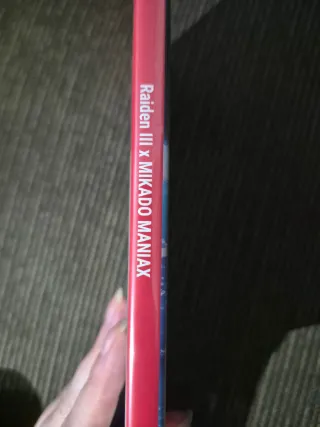 Raiden III x MIKADO MANIAX